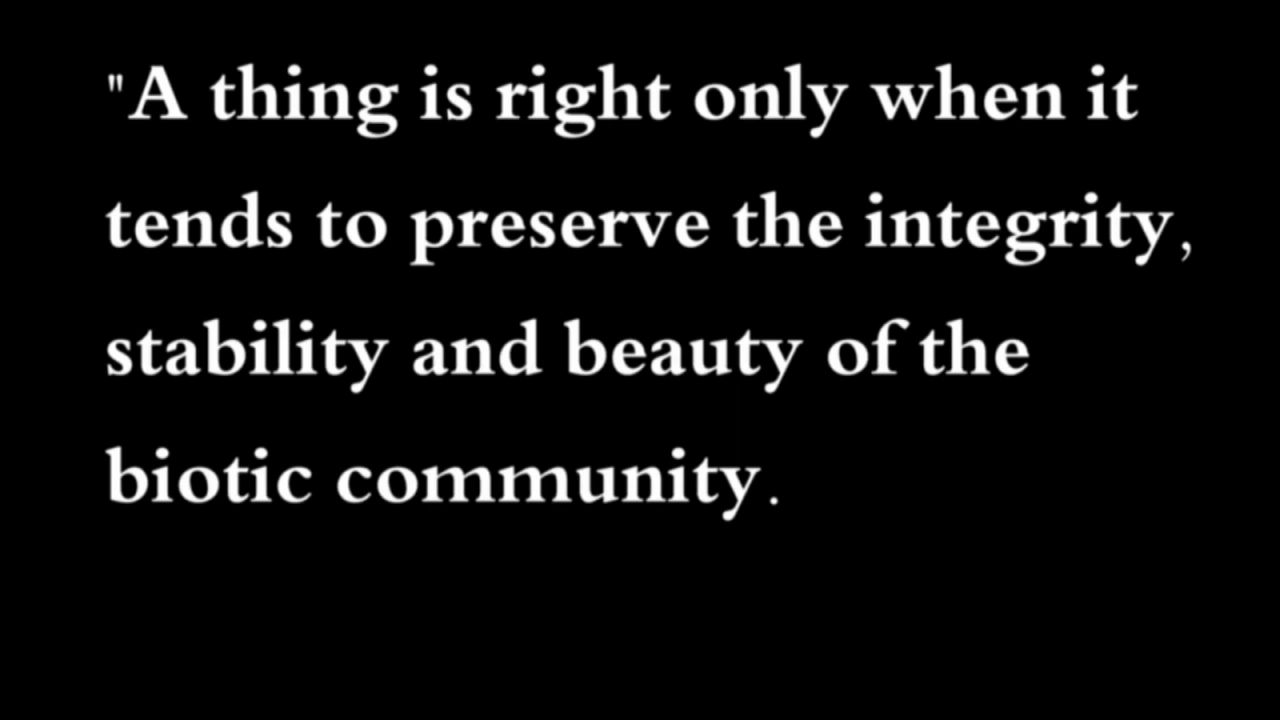 "A thing is right only when it
tends to preserve the integrity,
stability and beauty of the
biotic community.